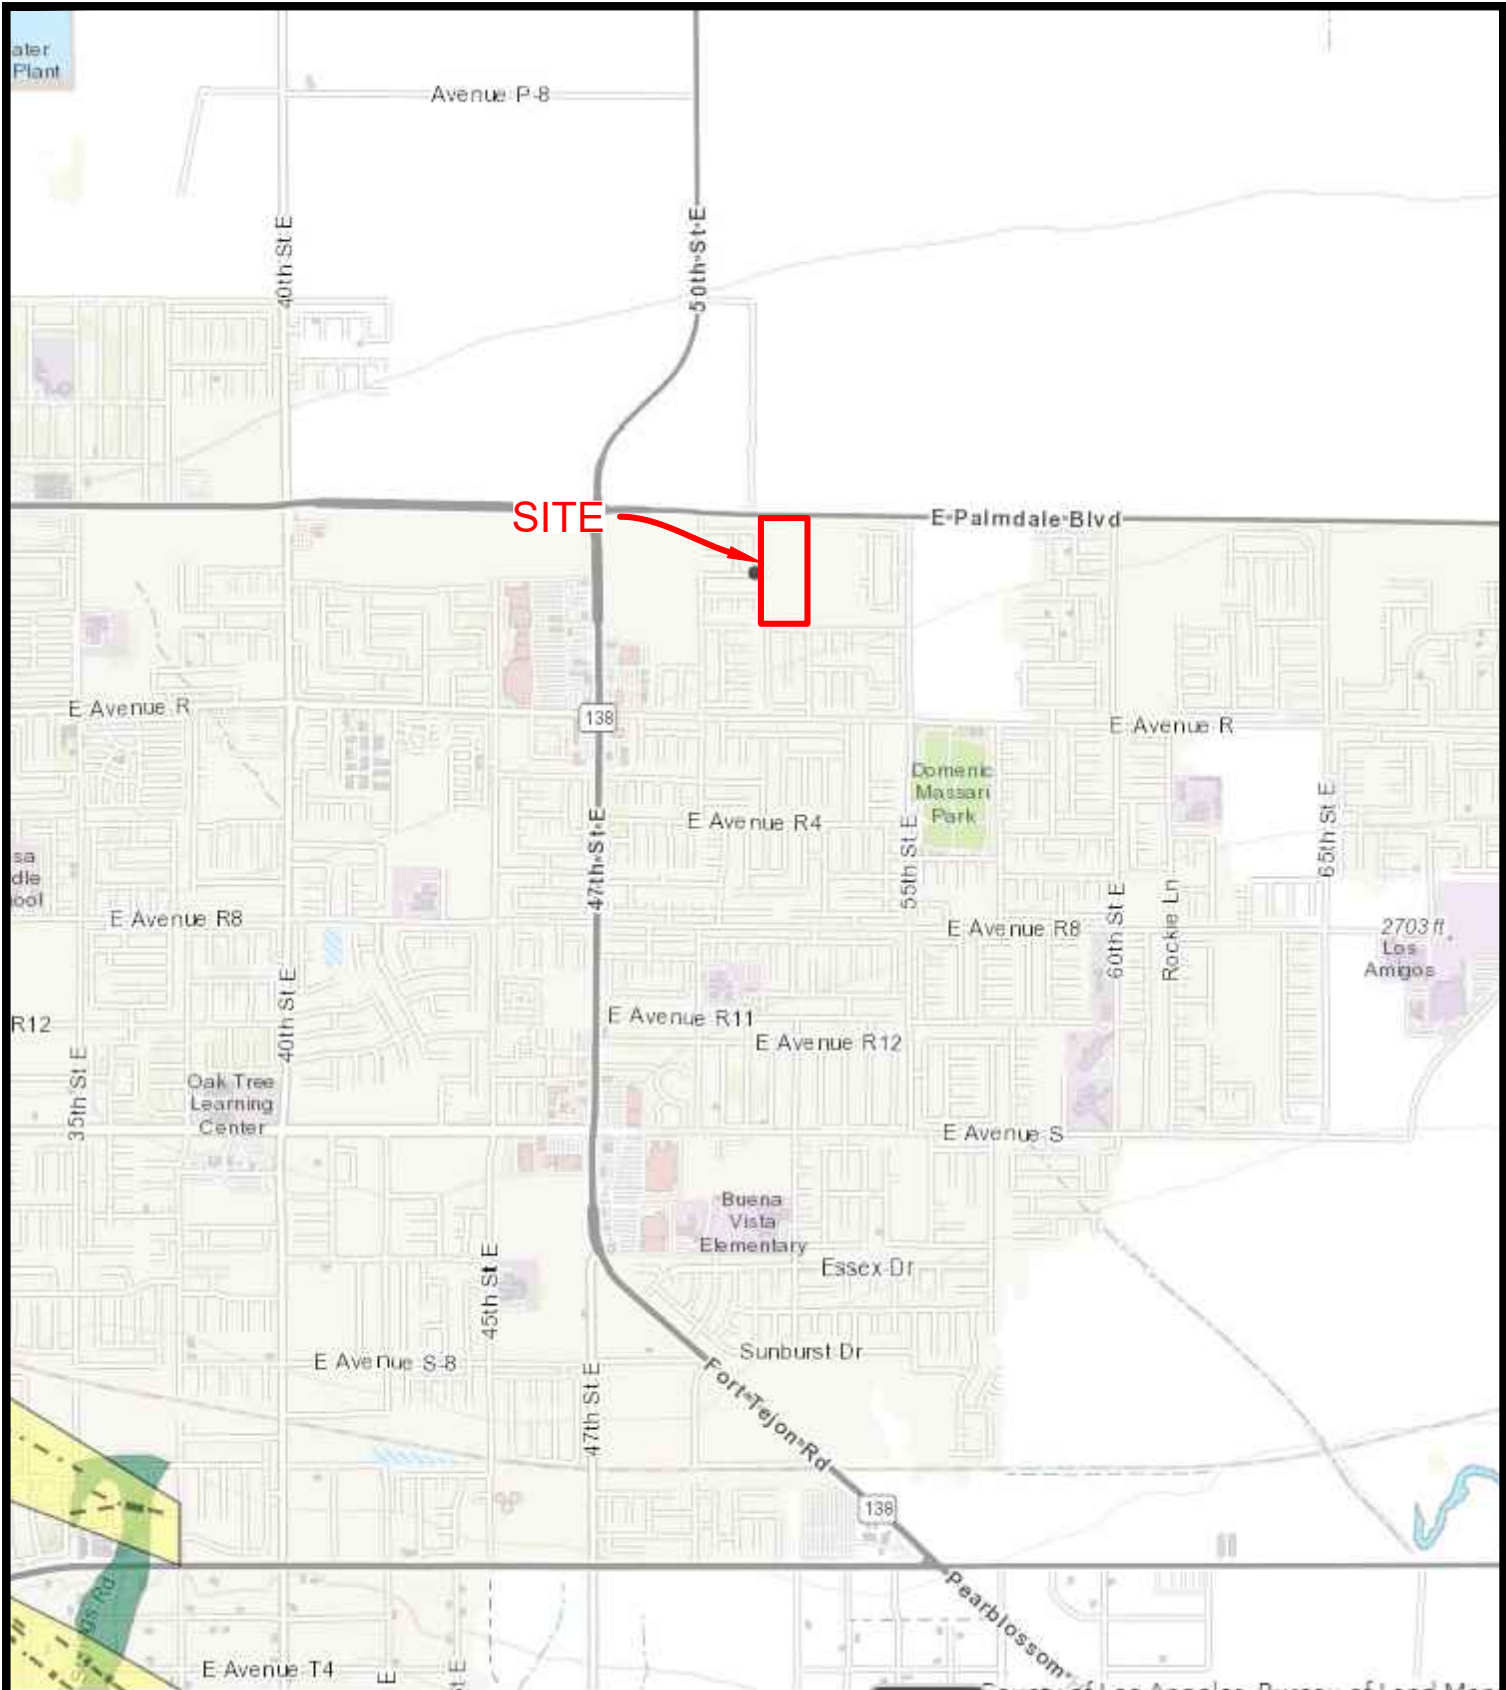 ater
Plant
Avenue P-8
40th St E
50th St E
SITE
E Palmdale Blvd
E Avenue R
138
E Avenue R
Domenic
Massari
Park
E Avenue R4
47th St E
55th St E
65th St E
sa
dle
ool
E Avenue R8
E Avenue R8
60th St E
Rockie Ln
2703 ft
Los
Amigos
40th St E
R12
E Avenue R11
E Avenue R12
35th St E
Oak Tree
Learning
Center
E Avenue S
Buena
Vista
Elementary
Essex Dr
45th St E
Sunburst Dr
E Avenue S-8
47th St E
Fort Tejon Rd
138
Pearblossom
gs Rd
E Avenue T4
E
t E